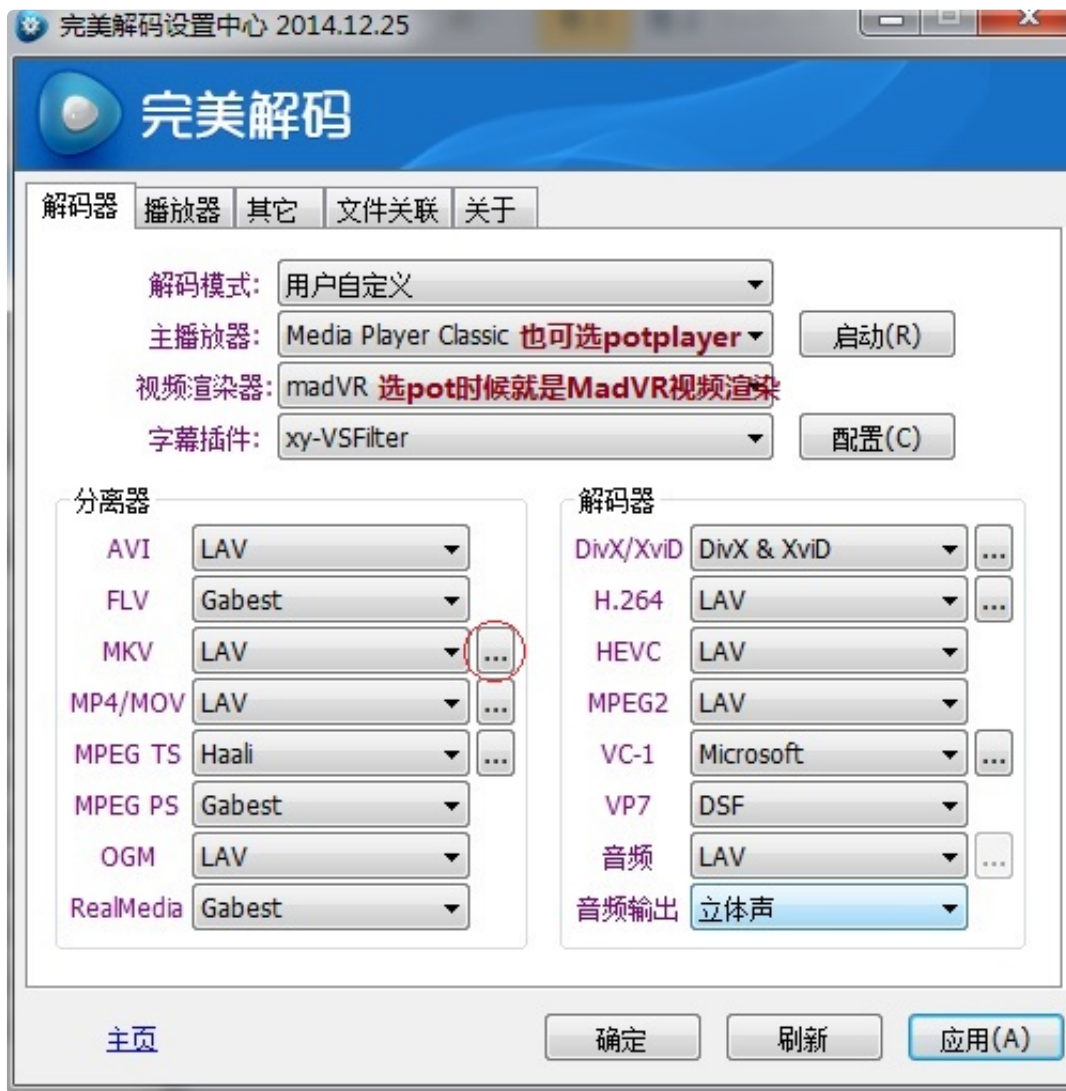 完美解码设置中心 2014.12.25
完美解码
解码器 播放器 其它 文件关联 关于
解码模式: 用户自定义
主播放器: Media Player Classic 也可选potplayer 启动(R)
视频渲染器: madVR 选pot时候就是MadVR视频渲染
字幕插件: xy-VSFilter 配置(C)
分离器
AVI LAV
FLV Gabest
MKV LAV ...
MP4/MOV LAV ...
MPEG TS Haali ...
MPEG PS Gabest
OGM LAV
RealMedia Gabest
解码器
DivX/XviD DivX & XviD ...
H.264 LAV ...
HEVC LAV
MPEG2 LAV
VC-1 Microsoft ...
VP7 DSF
音频 LAV ...
音频输出 立体声
主页 确定 刷新 应用(A)